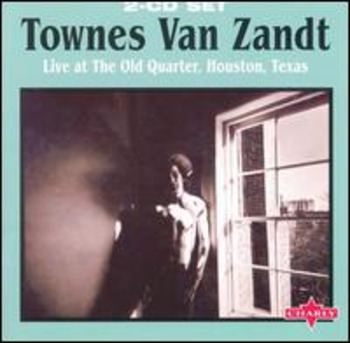 2-CD SET
Townes Van Zandt
Live at The Old Quarter, Houston, Texas
CHARLY